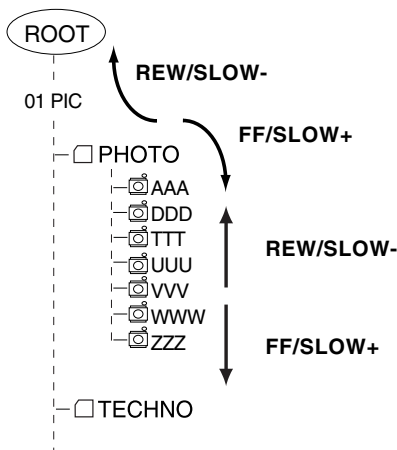 ROOT
REW/SLOW-
01 PIC
FF/SLOW+
PHOTO
AAA
DDD
TTT
UUU
VVV
WWW
ZZZ
REW/SLOW-
FF/SLOW+
TECHNO